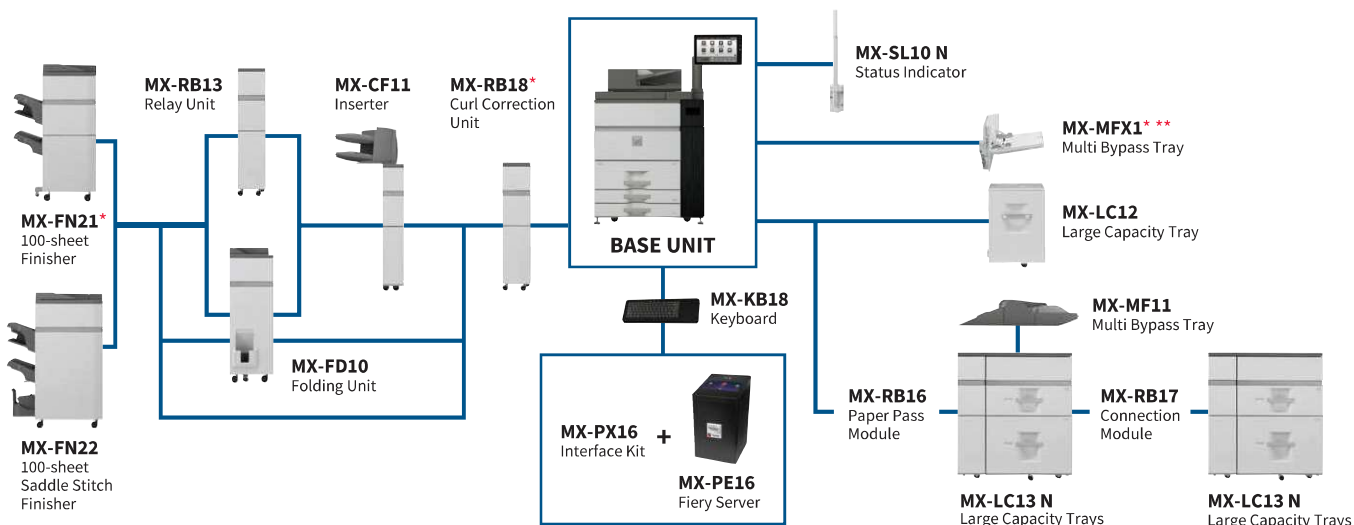 MX-RB13
Relay Unit
MX-CF11
Inserter
MX-RB18*
Curl Correction
Unit
MX-SL10 N
Status Indicator
MX-MFX1* **
Multi Bypass Tray
MX-FN21*
100-sheet
Finisher
BASE UNIT
MX-LC12
Large Capacity Tray
MX-KB18
Keyboard
MX-MF11
Multi Bypass Tray
MX-FD10
Folding Unit
MX-RB16
Paper Pass
Module
MX-RB17
Connection
Module
MX-FN22
100-sheet
Saddle Stitch
Finisher
MX-PX16
Interface Kit
+
MX-PE16
Fiery Server
MX-LC13 N
Large Capacity Trays
MX-LC13 N
Large Capacity Trays